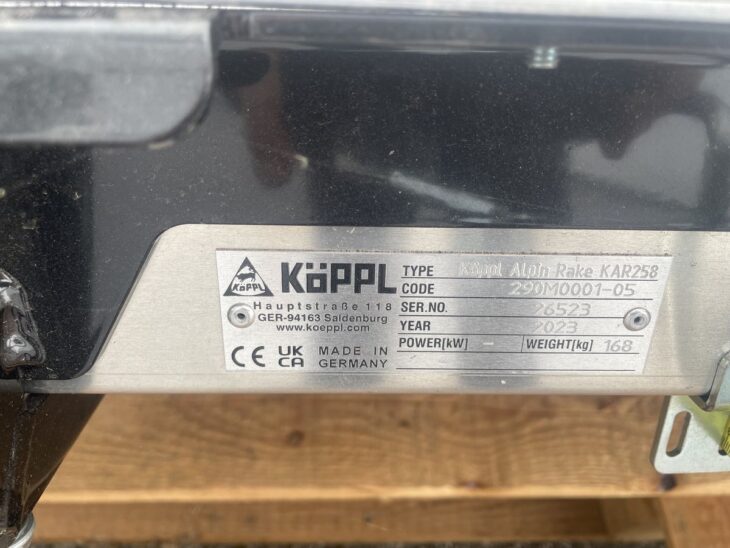 KöPPL
KöPPL
Hauptstraße 118
GER-94163 Saldenburg
www.koeppl.com
CE UK CA MADE IN
GERMANY
TYPE Köppl Alpin Rake KAR258
CODE 290M0001-05
SER.NO. 26523
YEAR 2023
POWER[kW] - WEIGHT[kg] 168